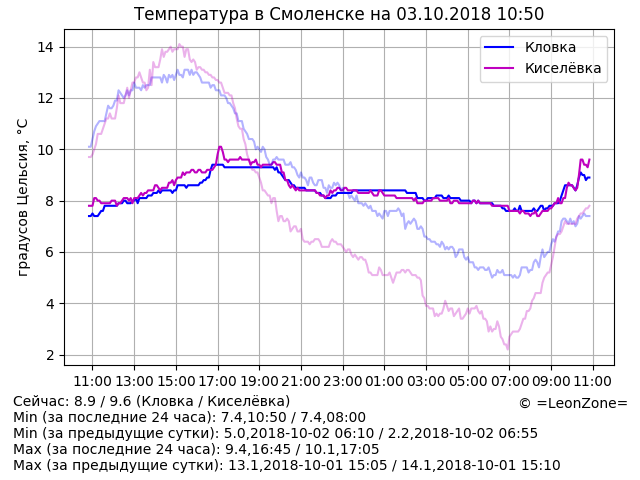 Температура в Смоленске на 03.10.2018 10:50
градусов Цельсия, °C
14
12
10
8
6
4
2
Кловка
Киселёвка
11:00 13:00 15:00 17:00 19:00 21:00 23:00 01:00 03:00 05:00 07:00 09:00 11:00
Сейчас: 8.9 / 9.6 (Кловка / Киселёвка)
© =LeonZone=
Min (за последние 24 часа): 7.4,10:50 / 7.4,08:00
Min (за предыдущие сутки): 5.0,2018-10-02 06:10 / 2.2,2018-10-02 06:55
Max (за последние 24 часа): 9.4,16:45 / 10.1,17:05
Max (за предыдущие сутки): 13.1,2018-10-01 15:05 / 14.1,2018-10-01 15:10